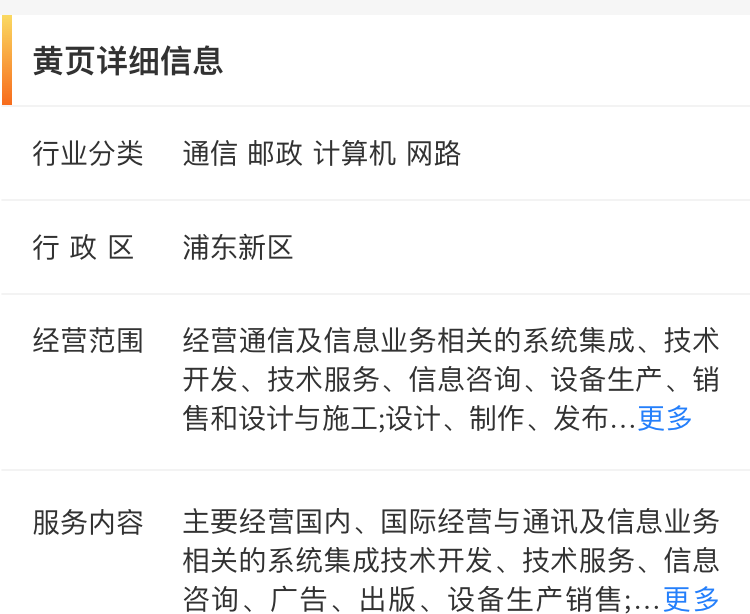 黄页详细信息
行业分类 通信 邮政 计算机 网路
行 政 区 浦东新区
经营范围 经营通信及信息业务相关的系统集成、技术
开发、技术服务、信息咨询、设备生产、销
售和设计与施工;设计、制作、发布...更多
服务内容 主要经营国内、国际经营与通讯及信息业务
相关的系统集成技术开发、技术服务、信息
咨询、广告、出版、设备生产销售;...更多